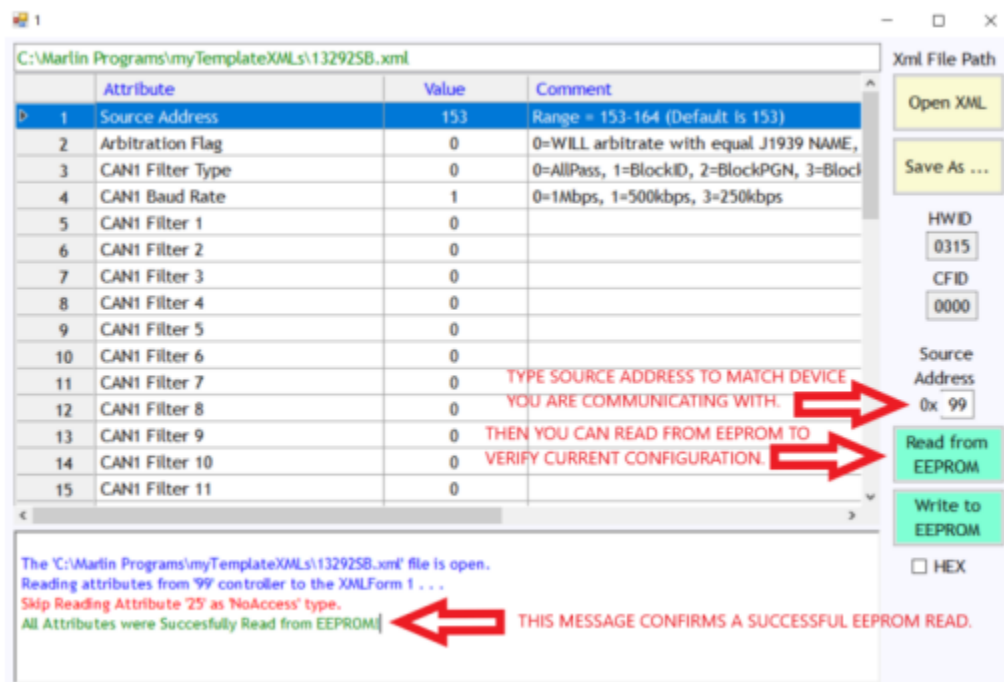 1
C:\Marlin Programs\myTemplateXMLs\13292SB.xml
Xml File Path
Attribute Value Comment
Open XML
1 Source Address 153 Range = 153-164 (Default is 153)
2 Arbitration Flag 0 0=WILL arbitrate with equal J1939 NAME,
3 CAN1 Filter Type 0 0=AllPass, 1=BlockID, 2=BlockPGN, 3=Block
Save As ...
4 CAN1 Baud Rate 1 0=1Mbps, 1=500kbps, 3=250kbps
5 CAN1 Filter 1 0
HWID
6 CAN1 Filter 2 0
0315
7 CAN1 Filter 3 0
CFID
8 CAN1 Filter 4 0
0000
9 CAN1 Filter 5 0
10 CAN1 Filter 6 0
Source
11 CAN1 Filter 7 0
TYPE SOURCE ADDRESS TO MATCH DEVICE
Address
12 CAN1 Filter 8 0
YOU ARE COMMUNICATING WITH.
0x 99
13 CAN1 Filter 9 0
THEN YOU CAN READ FROM EEPROM TO
Read from
14 CAN1 Filter 10 0
VERIFY CURRENT CONFIGURATION.
EEPROM
15 CAN1 Filter 11 0
Write to
EEPROM
The 'C:\Marlin Programs\myTemplateXMLs\13292SB.xml' file is open.
HEX
Reading attributes from '99' controller to the XMLForm 1 . . .
Skip Reading Attribute '25' as 'NoAccess' type.
All Attributes were Succesfully Read from EEPROM!
THIS MESSAGE CONFIRMS A SUCCESSFUL EEPROM READ.